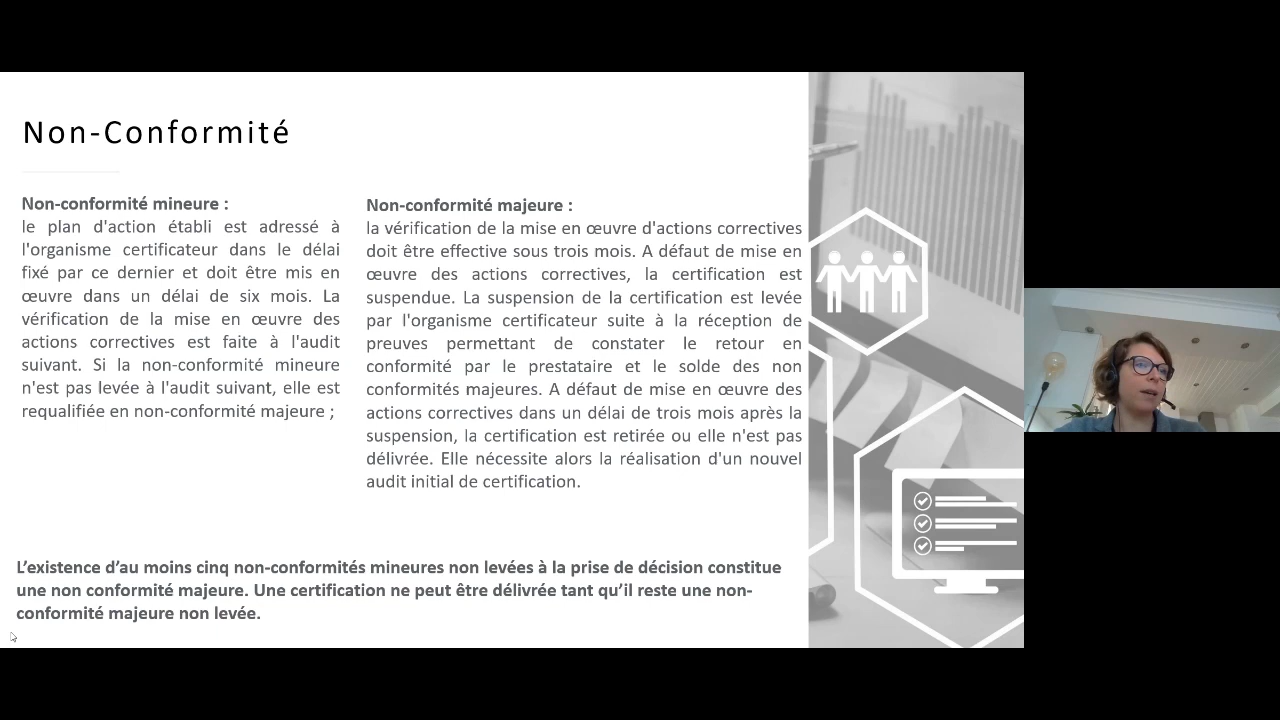 Non-Conformité
Non-conformité mineure :
le plan d'action établi est adressé à
l'organisme certificateur dans le délai
fixé par ce dernier et doit être mis en
œuvre dans un délai de six mois. La
vérification de la mise en œuvre des
actions correctives est faite à l'audit
suivant. Si la non-conformité mineure
n'est pas levée à l'audit suivant, elle est
requalifiée en non-conformité majeure ;
Non-conformité majeure :
la vérification de la mise en œuvre d'actions correctives
doit être effective sous trois mois. A défaut de mise en
œuvre des actions correctives, la certification est
suspendue. La suspension de la certification est levée
par l'organisme certificateur suite à la réception de
preuves permettant de constater le retour en
conformité par le prestataire et le solde des non
conformités majeures. A défaut de mise en œuvre des
actions correctives dans un délai de trois mois après la
suspension, la certification est retirée ou elle n'est pas
délivrée. Elle nécessite alors la réalisation d'un nouvel
audit initial de certification.
L’existence d’au moins cinq non-conformités mineures non levées à la prise de décision constitue
une non conformité majeure. Une certification ne peut être délivrée tant qu’il reste une non-
conformité majeure non levée.